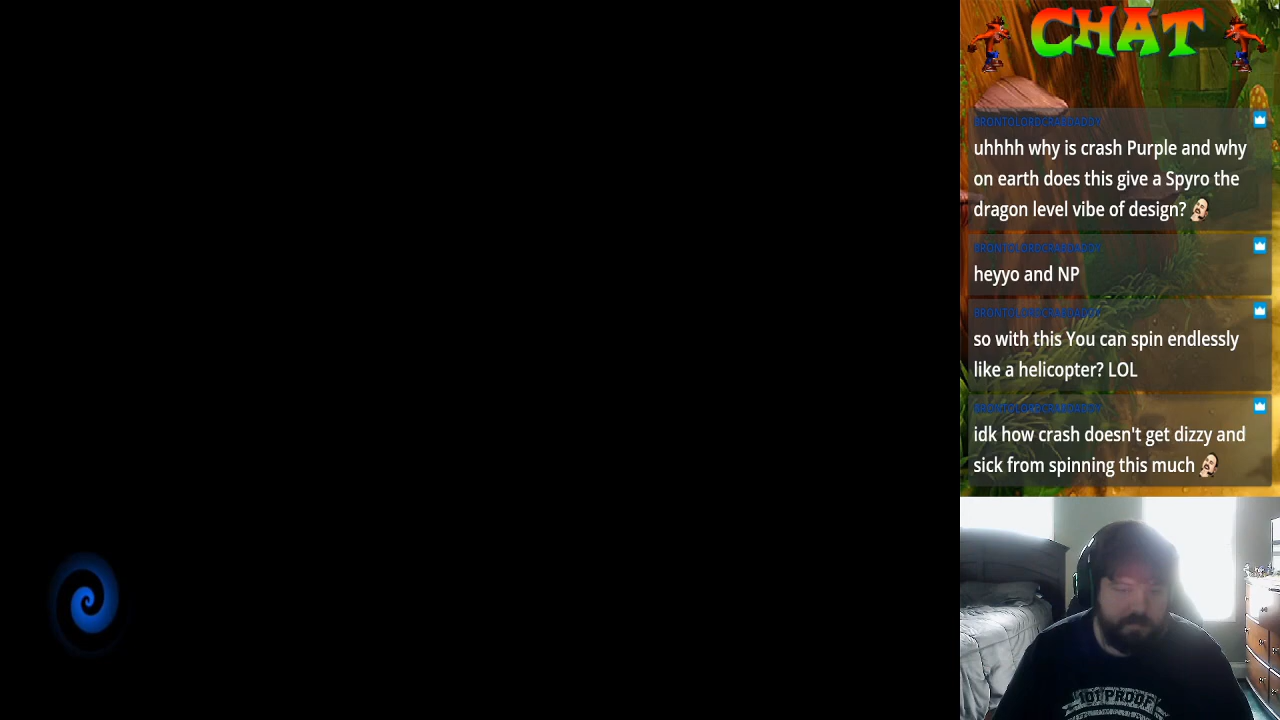 CHAT
uhhhh why is crash Purple and why
on earth does this give a Spyro the
dragon level vibe of design?
heyyo and NP
so with this You can spin endlessly
like a helicopter? LOL
idk how crash doesn't get dizzy and
sick from spinning this much
PROOF